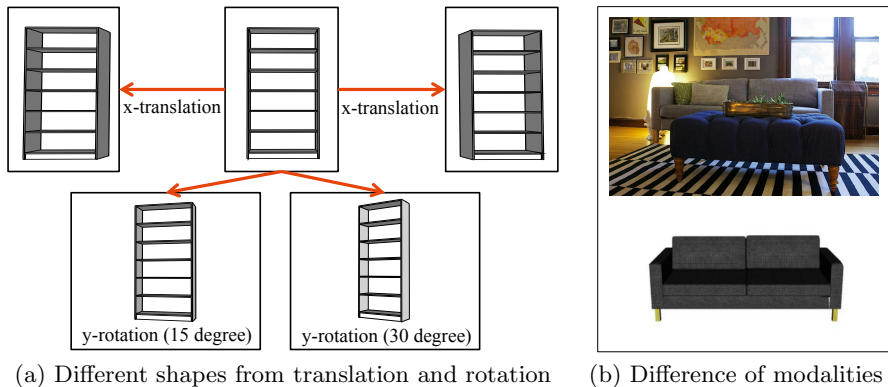 x-translation
x-translation
y-rotation (15 degree)
y-rotation (30 degree)
(a) Different shapes from translation and rotation
(b) Difference of modalities